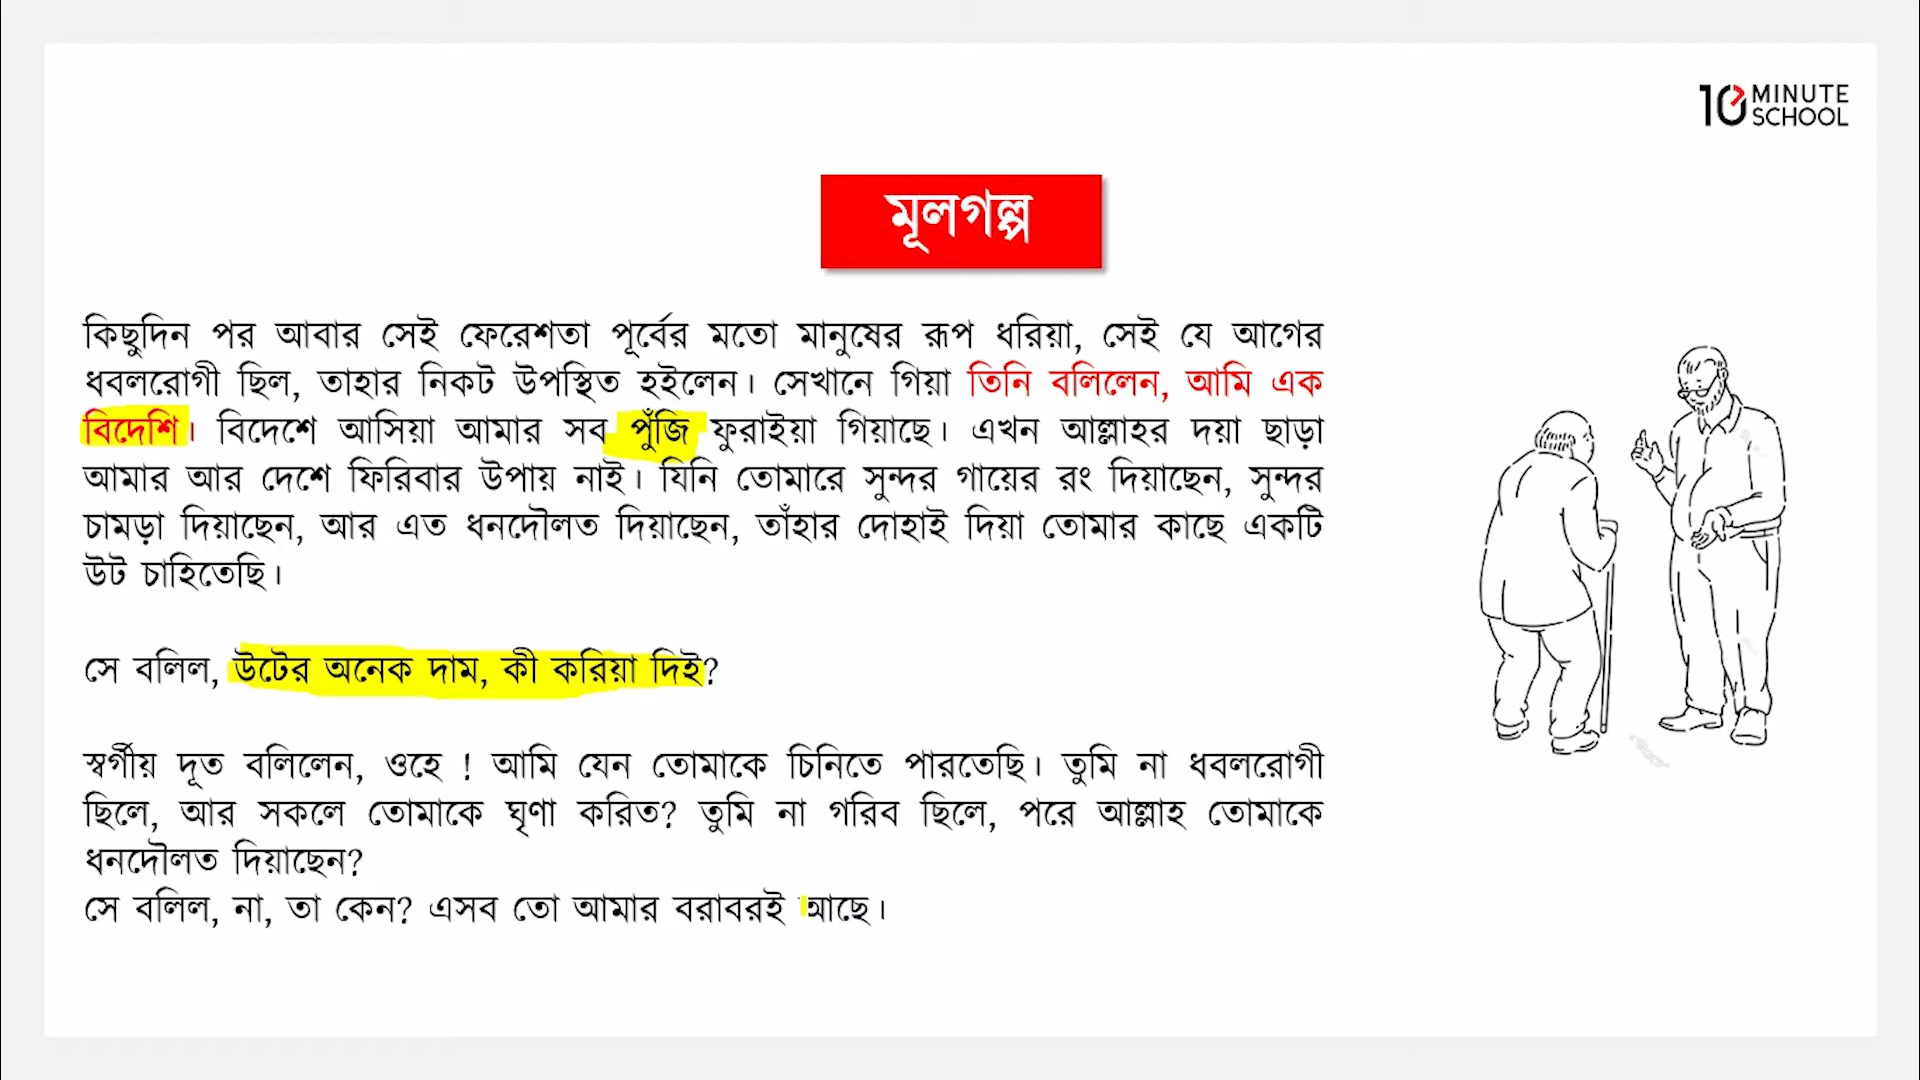 10 MINUTE
SCHOOL
মূলগল্প
কিছুদিন পর আবার সেই ফেরেশতা পূর্বের মতো মানুষের রূপ ধরিয়া, সেই যে আগের
ধবলরোগী ছিল, তাহার নিকট উপস্থিত হইলেন। সেখানে গিয়া তিনি বলিলেন, আমি এক
বিদেশি। বিদেশে আসিয়া আমার সব পুঁজি ফুরাইয়া গিয়াছে। এখন আল্লাহর দয়া ছাড়া
আমার আর দেশে ফিরিবার উপায় নাই। যিনি তোমারে সুন্দর গায়ের রং দিয়াছেন, সুন্দর
চামড়া দিয়াছেন, আর এত ধনদৌলত দিয়াছেন, তাঁহার দোহাই দিয়া তোমার কাছে একটি
উট চাহিতেছি।
সে বলিল, উটের অনেক দাম, কী করিয়া দিই?
স্বর্গীয় দূত বলিলেন, ওহে ! আমি যেন তোমাকে চিনিতে পারতেছি। তুমি না ধবলরোগী
ছিলে, আর সকলে তোমাকে ঘৃণা করিত? তুমি না গরিব ছিলে, পরে আল্লাহ তোমাকে
ধনদৌলত দিয়াছেন?
সে বলিল, না, তা কেন? এসব তো আমার বরাবরই আছে।